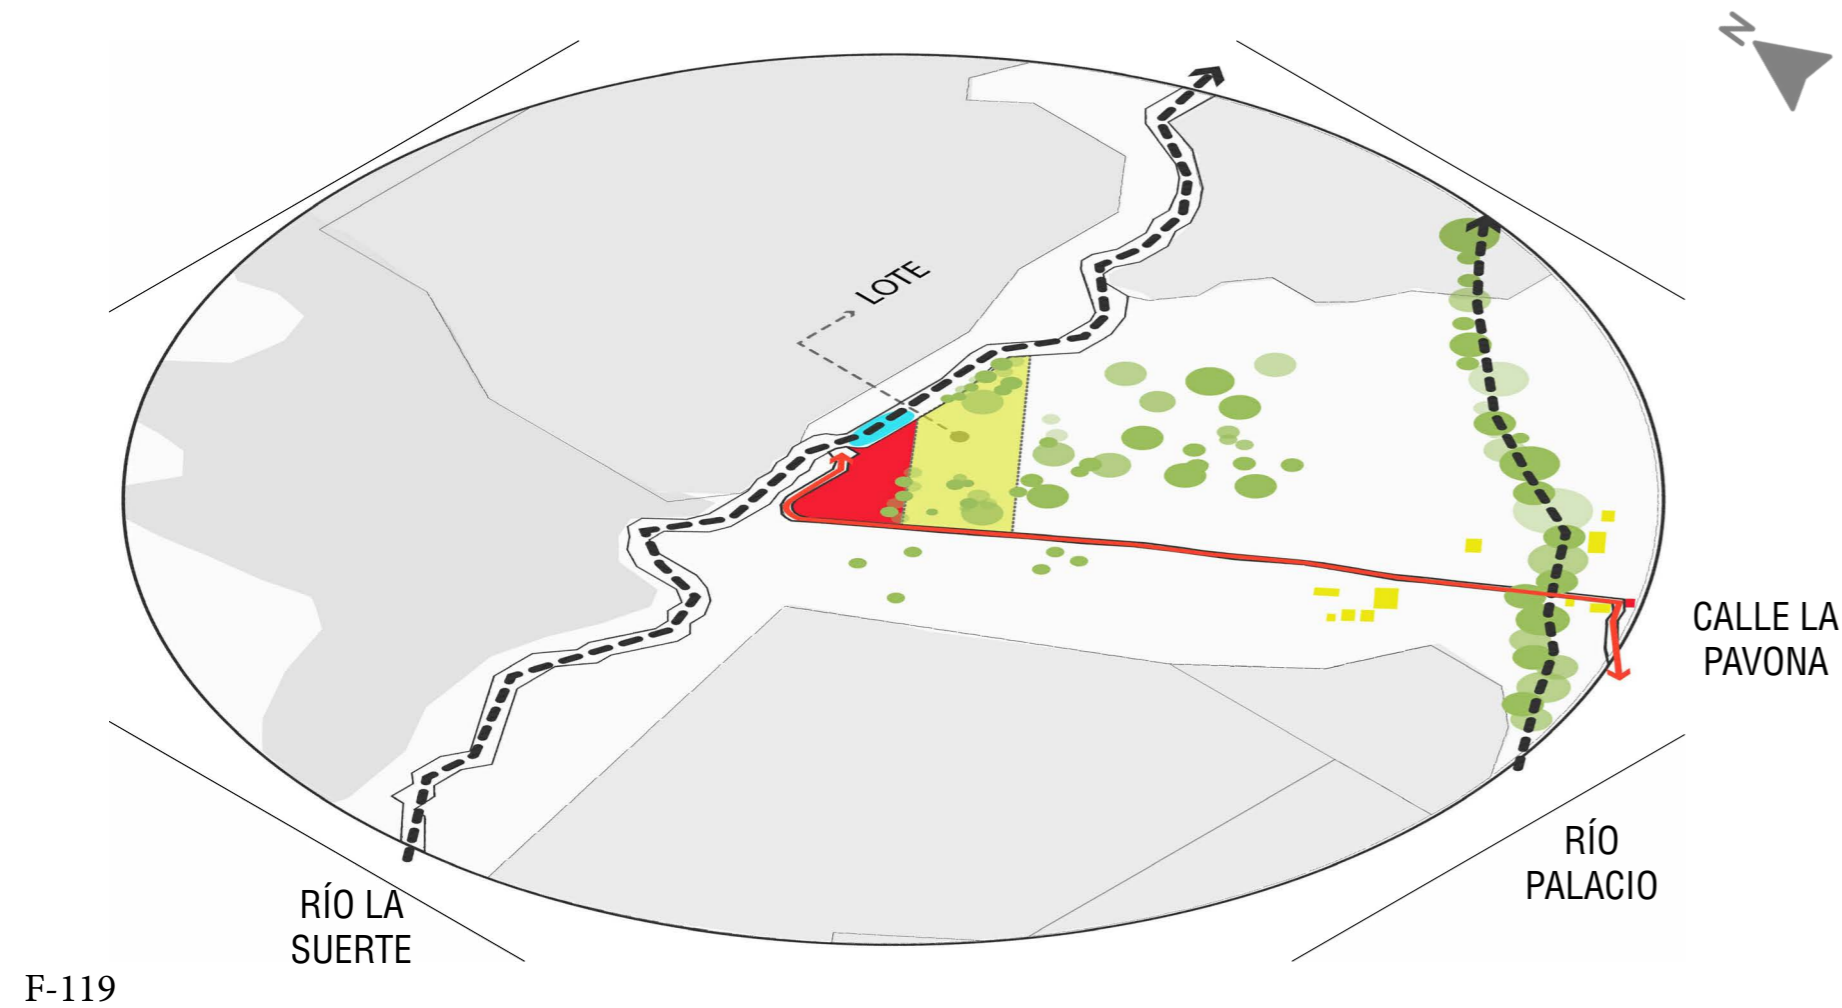 N
LOTE
CALLE LA
PAVONA
RÍO
PALACIO
RÍO LA
SUERTE
F-119